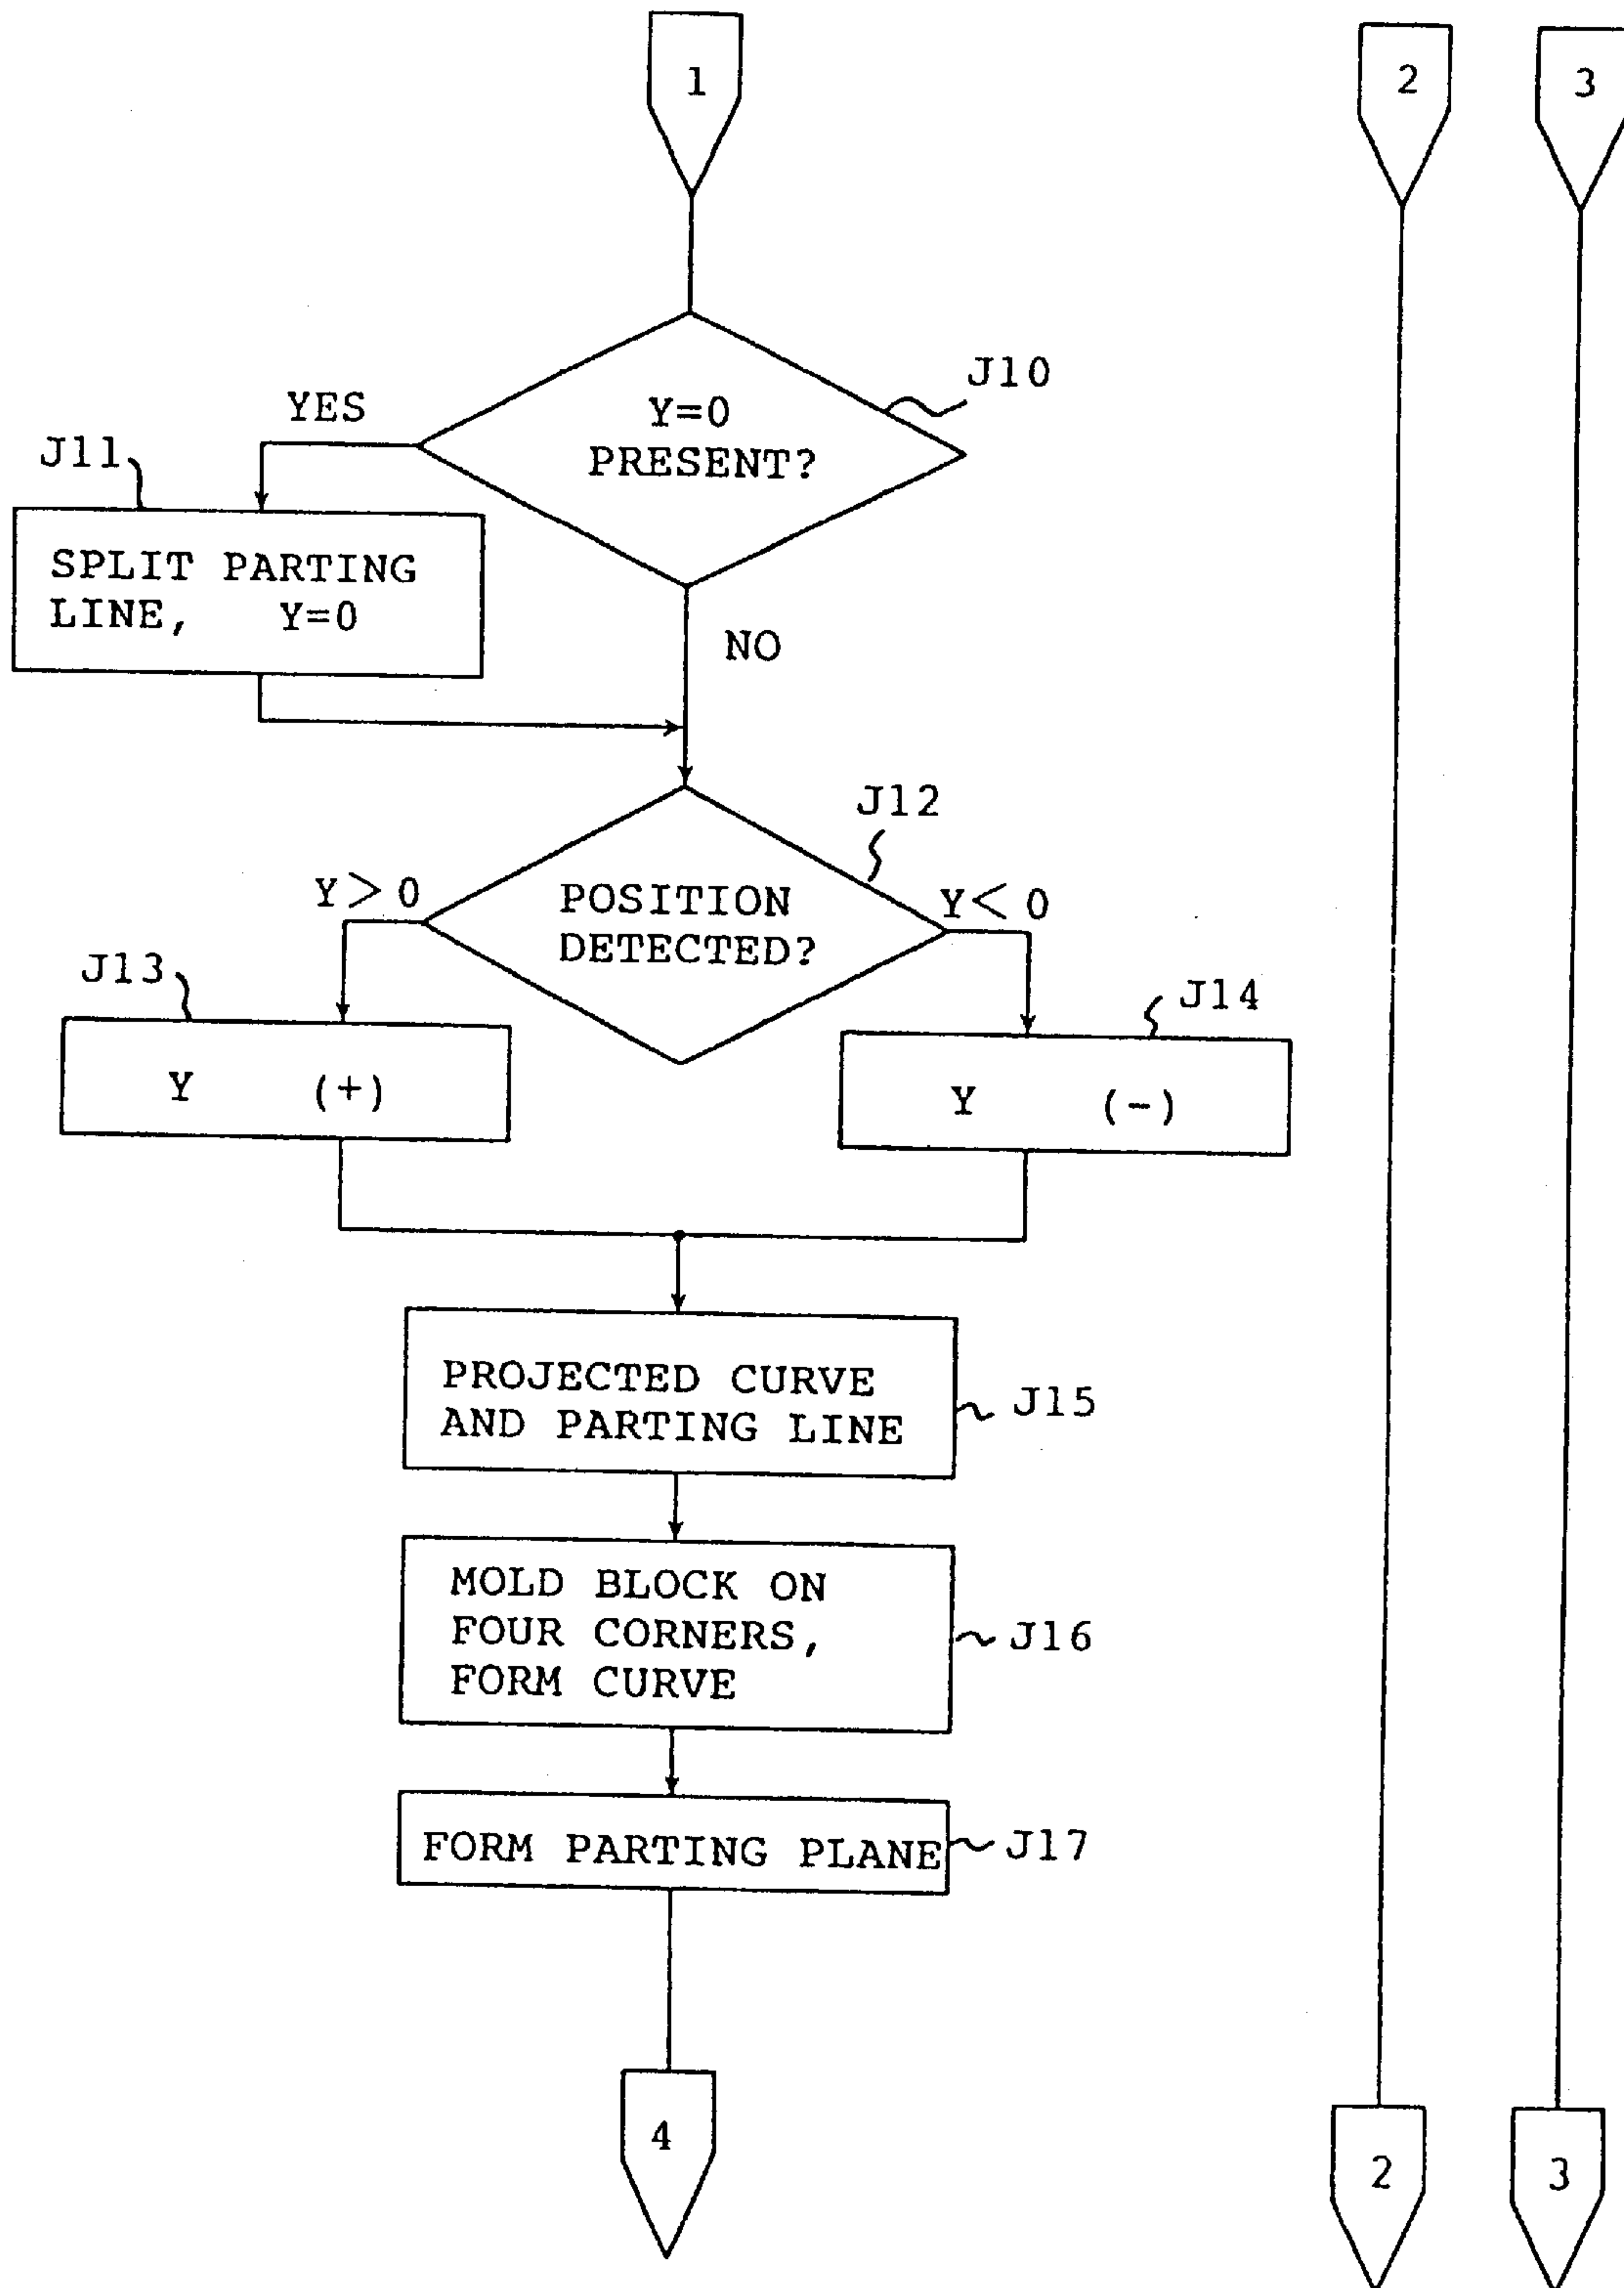 1
2
3
J10
Y=0
PRESENT?
YES
J11
SPLIT PARTING
LINE, Y=0
NO
J12
POSITION
DETECTED?
Y>0
Y<0
J13
J14
Y (+)
Y (-)
PROJECTED CURVE
AND PARTING LINE
J15
MOLD BLOCK ON
FOUR CORNERS,
FORM CURVE
J16
FORM PARTING PLANE
J17
4
2
3